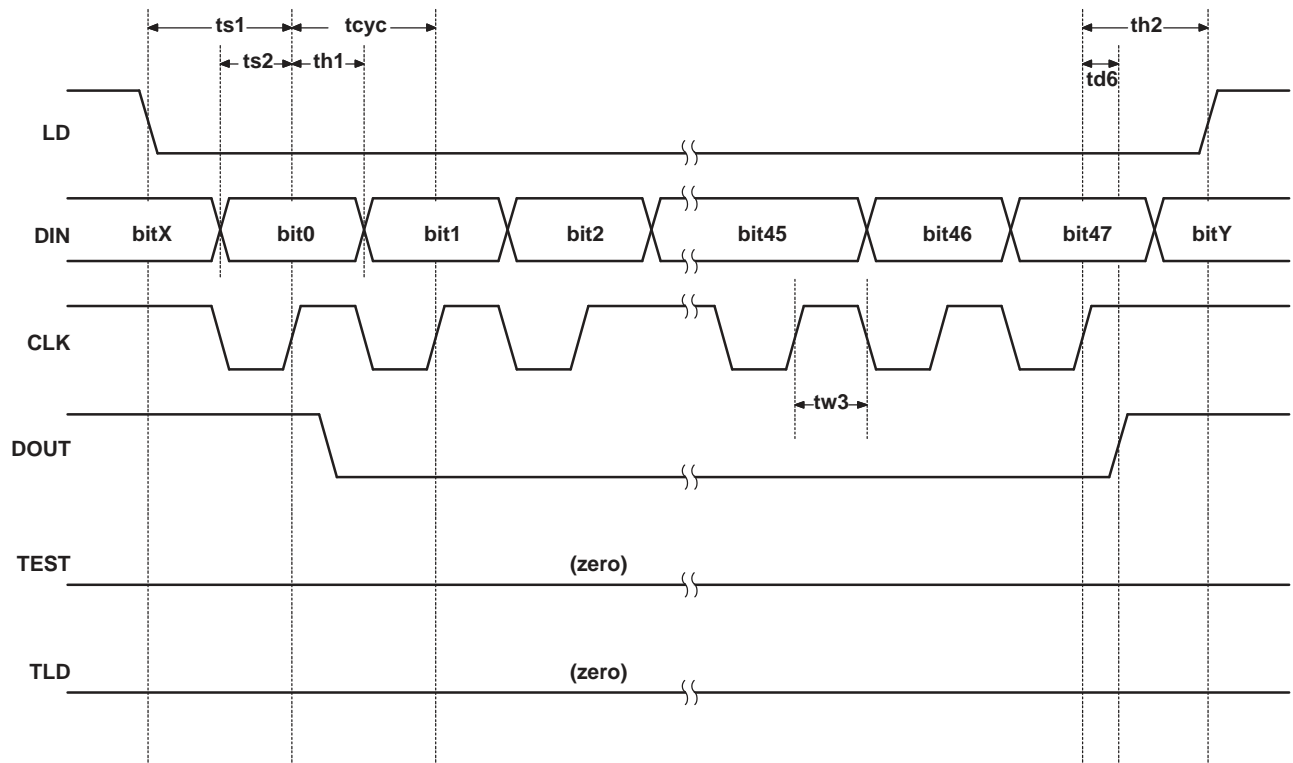 ts1 tcyc th2
ts2 th1 td6
LD
DIN bitX bit0 bit1 bit2 bit45 bit46 bit47 bitY
CLK
tw3
DOUT
TEST (zero)
TLD (zero)